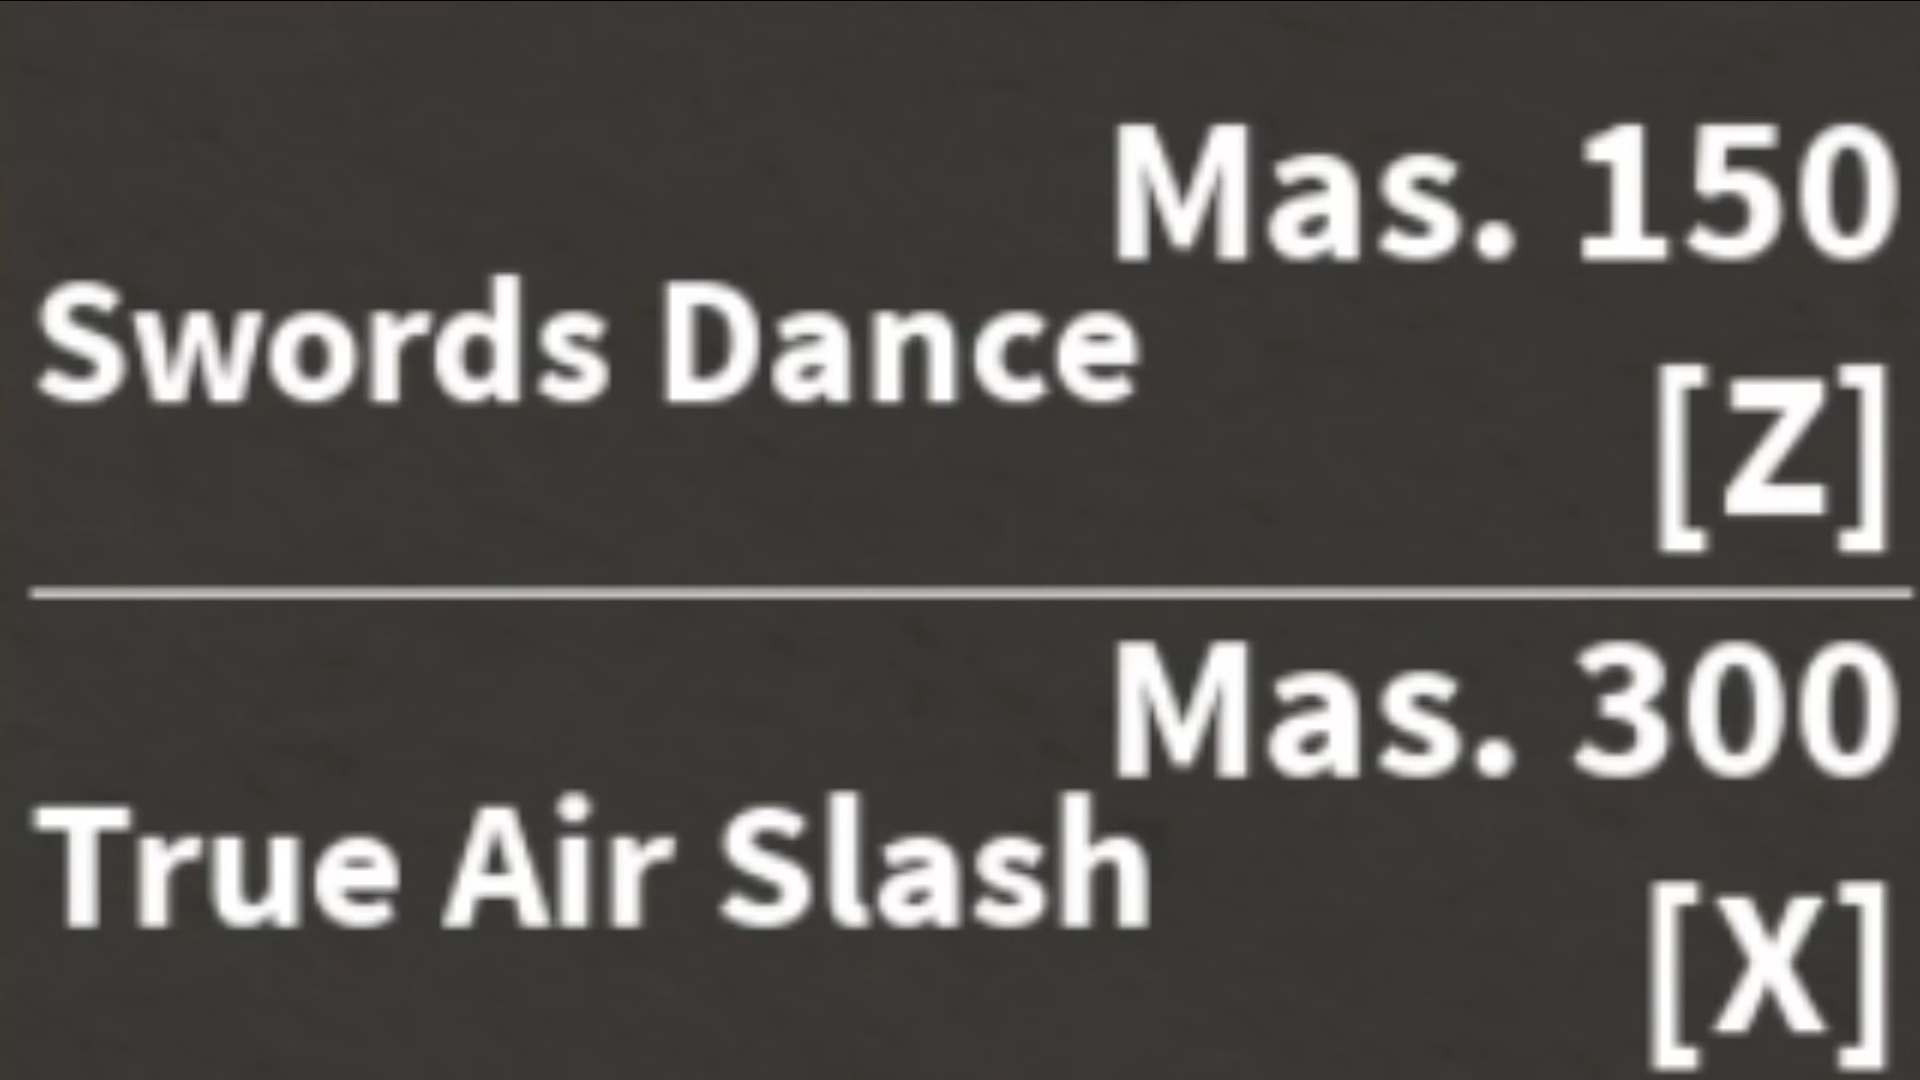 Mas. 150
Swords Dance
[Z]
Mas. 300
True Air Slash
[X]